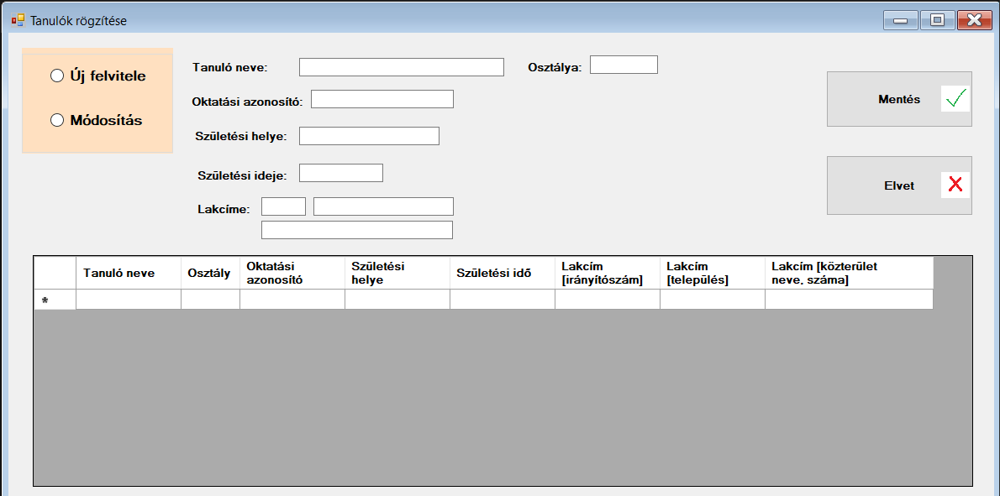 Tanulók rögzítése
Új felvitele
Módosítás
Tanuló neve:
Osztálya:
Oktatási azonosító:
Születési helye:
Születési ideje:
Lakcíme:
Mentés
Elvet
Tanuló neve
Osztály
Oktatási
azonosító
Születési
helye
Születési idő
Lakcím
[irányítószám]
Lakcím
[település]
Lakcím [közterület
neve, száma]
*